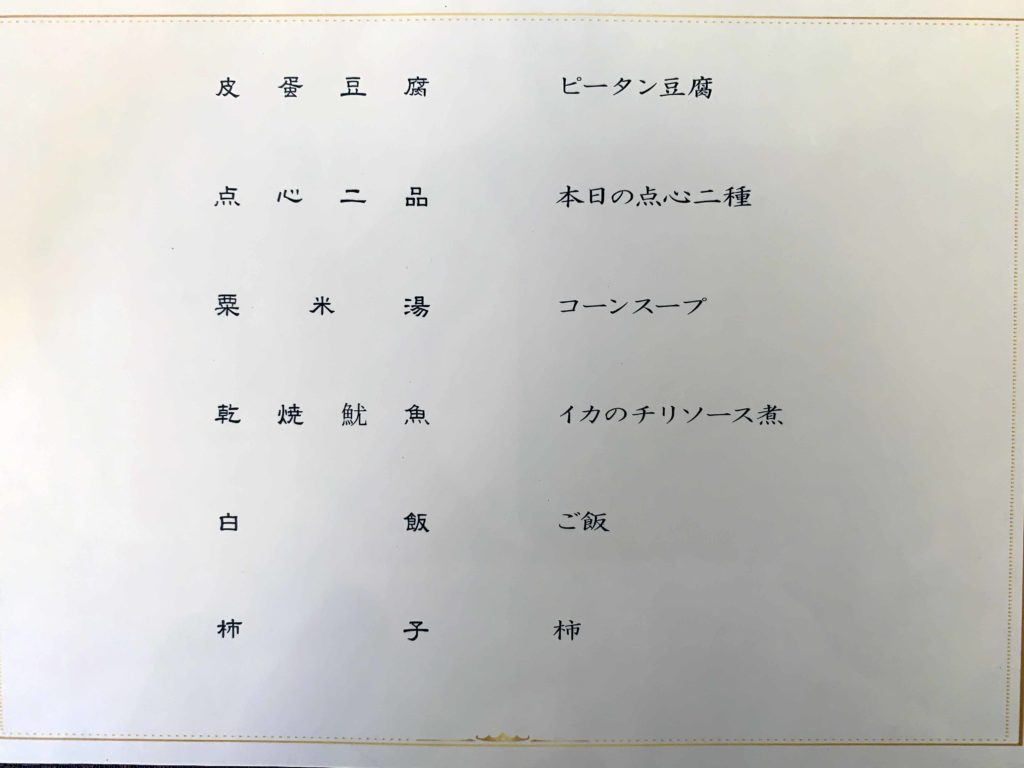 皮蛋豆腐 ピータン豆腐
点心二品 本日の点心二種
粟米湯 コーンスープ
乾焼魷魚 イカのチリソース煮
白飯 ご飯
柿子 柿